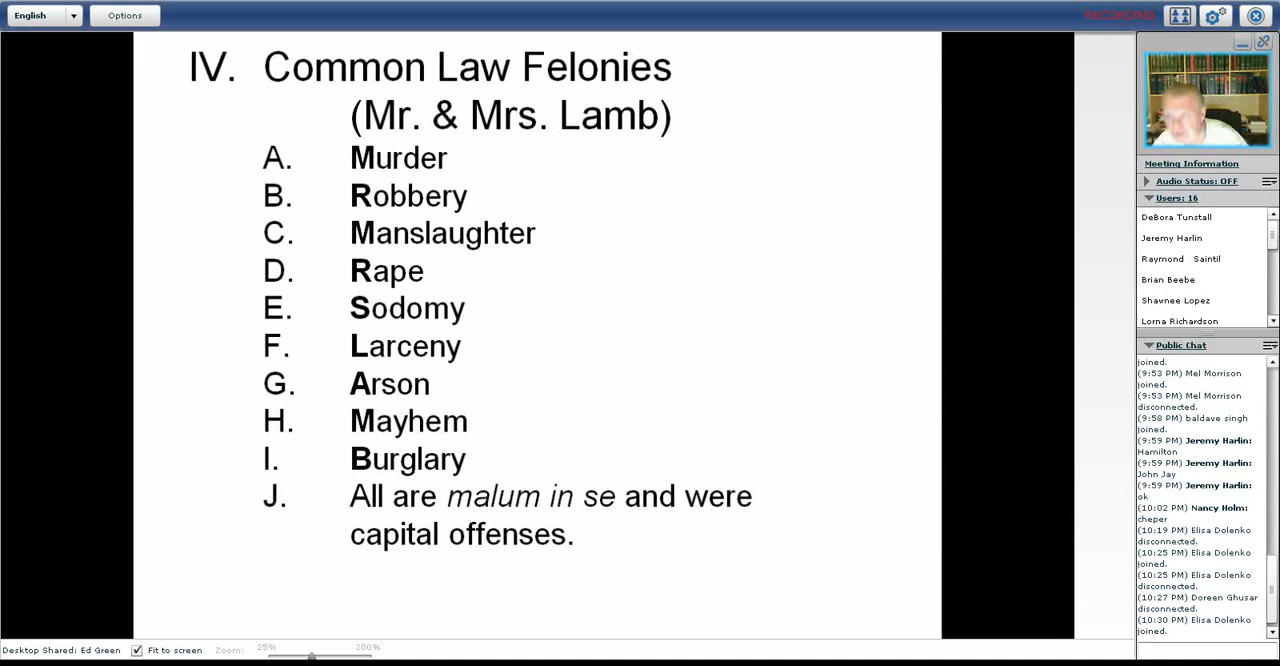 English
Options
RECORDING
IV. Common Law Felonies
(Mr. & Mrs. Lamb)
A. Murder
B. Robbery
C. Manslaughter
D. Rape
E. Sodomy
F. Larceny
G. Arson
H. Mayhem
I. Burglary
J. All are malum in se and were
capital offenses.
Meeting Information
Audio Status: OFF
Users: 16
DeBora Tunstall
Jeremy Harlin
Raymond Saintil
Brian Beebe
Shavnee Lopez
Lorna Richardson
Public Chat
joined.
(9:53 PM) Mel Morrison
joined.
(9:53 PM) Mel Morrison
disconnected.
(9:58 PM) baldave singh
joined.
(9:59 PM) Jeremy Harlin:
Hamilton
(9:59 PM) Jeremy Harlin:
John Jay
(9:59 PM) Jeremy Harlin:
ok
(10:02 PM) Nancy Holm:
cheper
(10:19 PM) Elisa Dolenko
disconnected.
(10:25 PM) Elisa Dolenko
joined.
(10:25 PM) Elisa Dolenko
disconnected.
(10:27 PM) Doreen Ghusar
disconnected.
(10:30 PM) Elisa Dolenko
joined.
Desktop Shared: Ed Green
Fit to screen
Zoom:
25%
200%